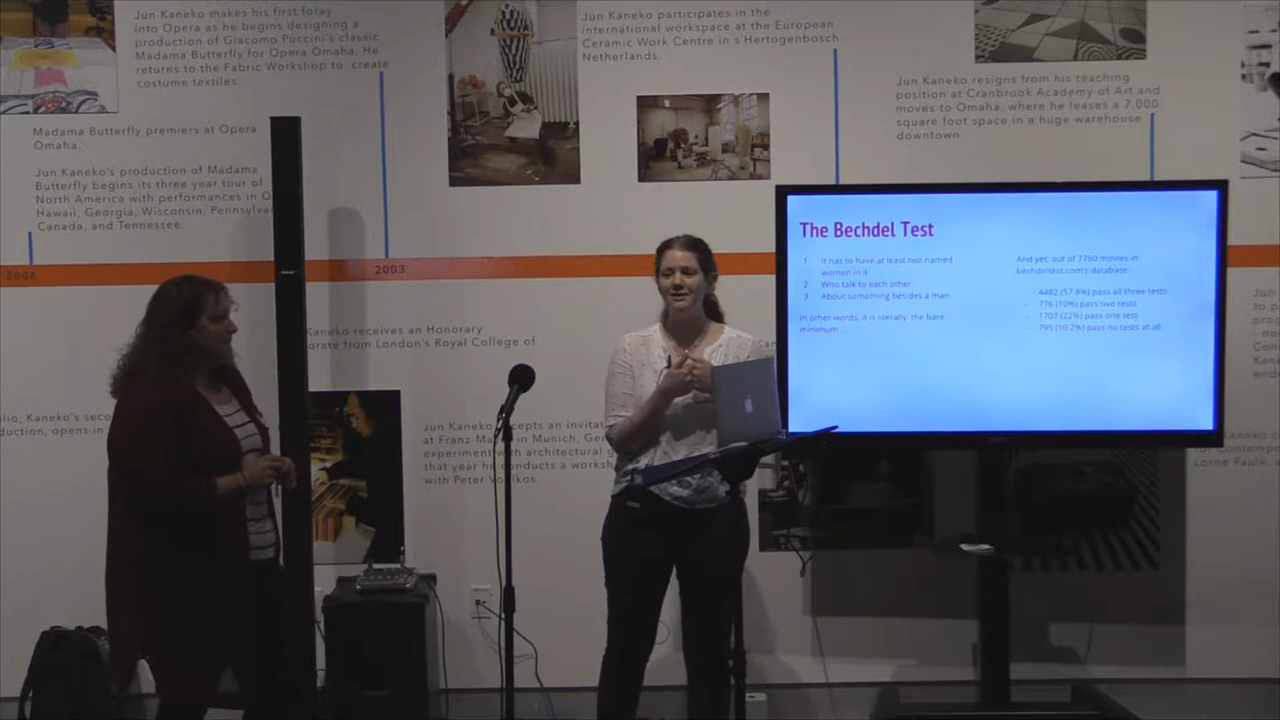 Jun Kaneko makes his first foray
into Opera as he begins designing a
production of Giacomo Puccini's classic
Madama Butterfly for Opera Omaha. He
returns to the Fabric Workshop to create
costume textiles.
Madama Butterfly premiers at Opera
Omaha.
Jun Kaneko's production of Madama
Butterfly begins its three year tour of
North America with performances in
Hawaii, Georgia, Wisconsin,
Canada, and Tennessee.
2006
2003
Jun Kaneko participates in the
international workspace at the European
Ceramic Work Centre in s'Hertogenbosch
Netherlands.
Jun Kaneko resigns from his teaching
position at Cranbrook Academy of Art and
moves to Omaha, where he leases a 7,000
square foot space in a huge warehouse
downtown.
Kaneko receives an Honorary
from London's Royal College of
Kaneko's
opens in
Jun Kaneko
at in Munich,
experiment with architectural
that year he conducts a
with Peter
The Bechdel Test
1. It has to have at least two named
women in it
2. Who talk to each other
3. About something besides a man
In other words, it is literally the bare
minimum
And yet, out of 7760 movies in
bechdeltest.com's database:
- 4482 (57.8%) pass all three tests
- 776 (10%) pass two tests
- 1707 (22%) pass one test
- 795 (10.2%) pass no tests at all
Lorne Faulk,